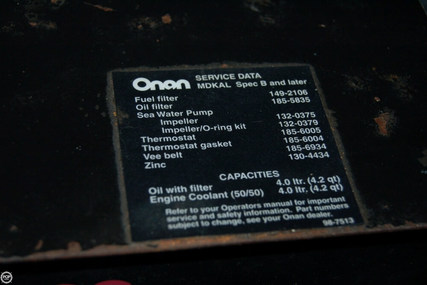 Onan SERVICE DATA
MDKAL Spec B and later
Fuel filter 149-2106
Oil filter 185-5835
Sea Water Pump
Impeller 132-0375
Impeller/O-ring kit 132-0379
Thermostat 185-6005
Thermostat gasket 185-6004
Vee belt 185-6934
Zinc 130-4434
CAPACITIES
Oil with filter 4.0 ltr. (4.2 qt)
Engine Coolant (50/50) 4.0 ltr. (4.2 qt)
Refer to your Operators manual for important
service and safety information. Part numbers
subject to change, see your Onan dealer.
98-7513
POP